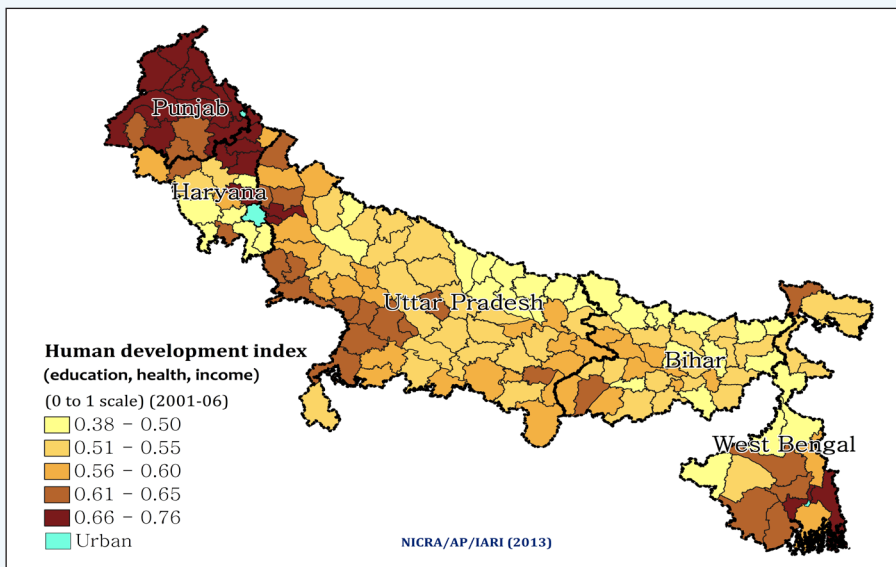 Punjab
Haryana
Uttar Pradesh
Bihar
West Bengal
Human development index
(education, health, income)
(0 to 1 scale) (2001-06)
0.38 - 0.50
0.51 - 0.55
0.56 - 0.60
0.61 - 0.65
0.66 - 0.76
Urban
NICRA/AP/IARI (2013)